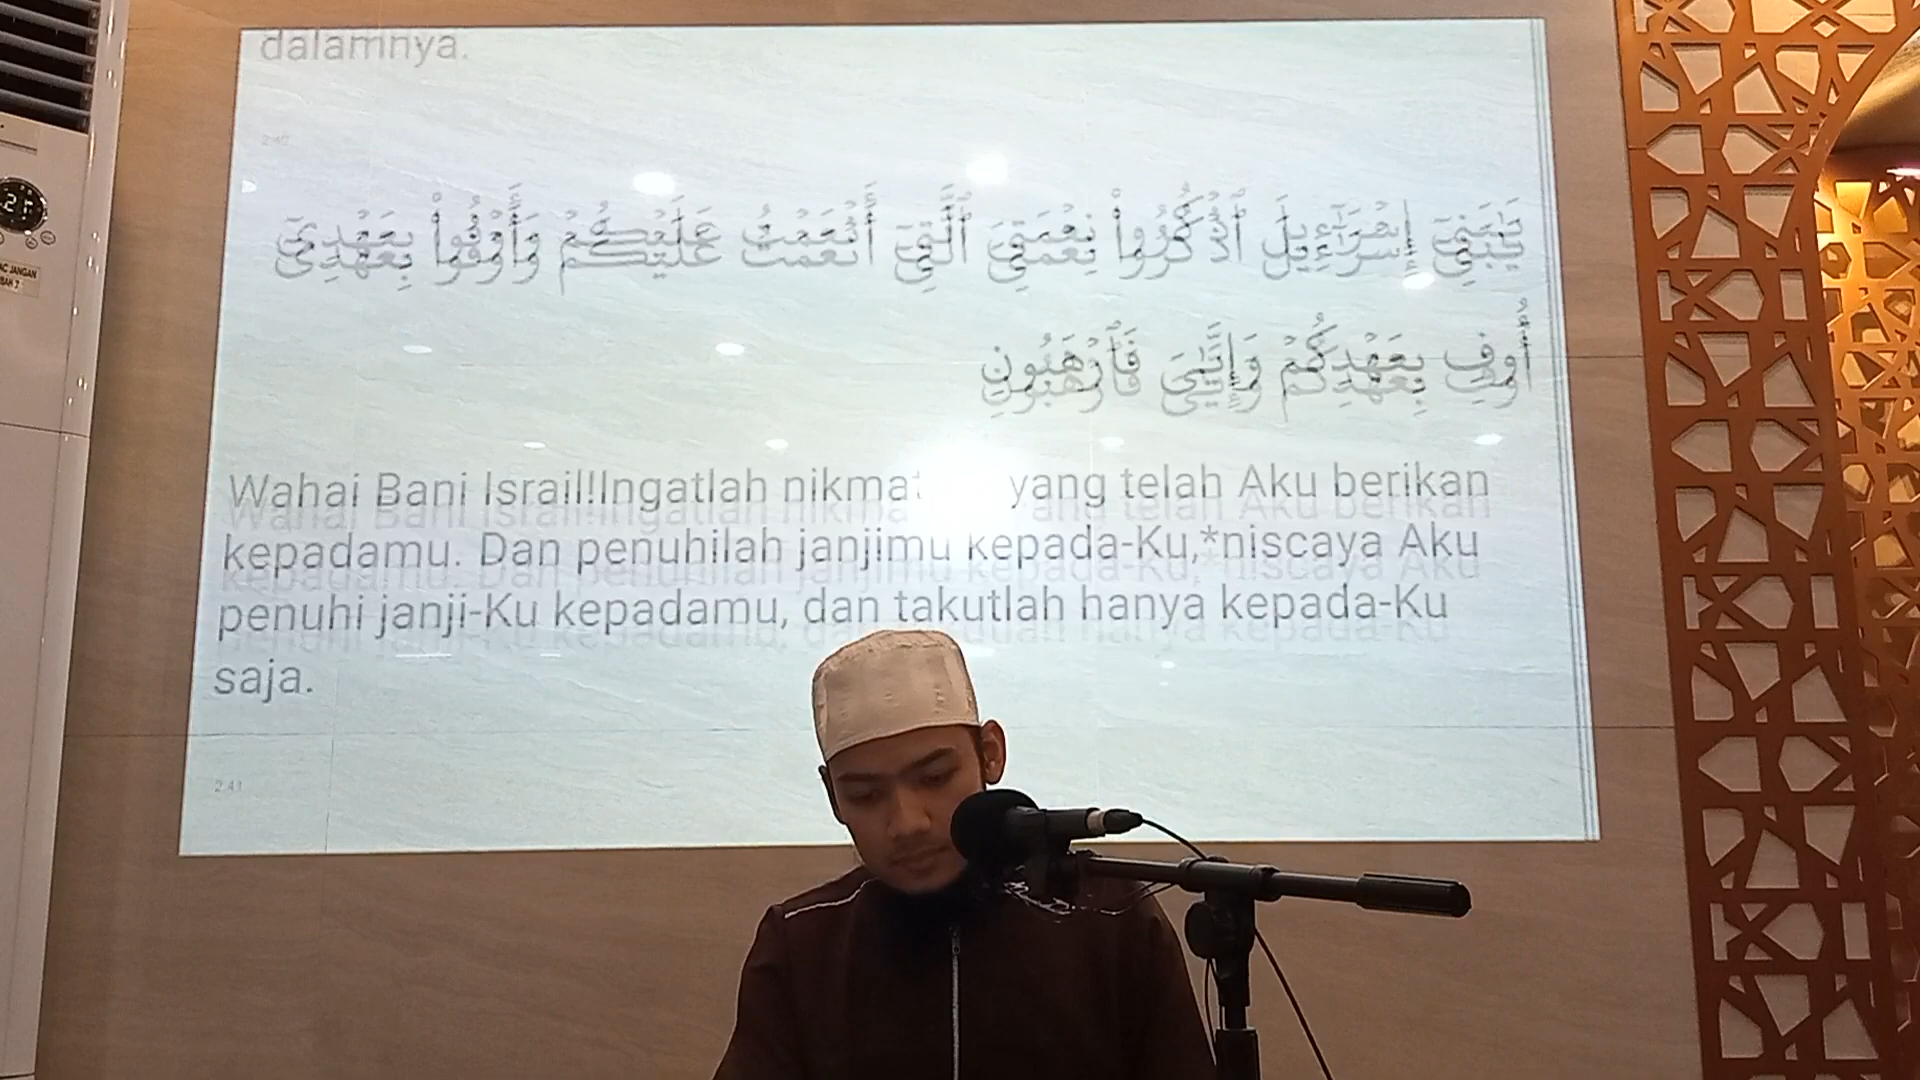 dalamnya.
2:40
يَـٰبَنِىٓ إِسْرَٰٓءِيلَ ٱذْكُرُوا۟ نِعْمَتِىَ ٱلَّتِىٓ أَنْعَمْتُ عَلَيْكُمْ وَأَوْفُوا۟ بِعَهْدِىٓ
أُوفِ بِعَهْدِكُمْ وَإِيَّـٰىَ فَٱرْهَبُونِ
Wahai Bani Israil!Ingatlah nikmat yang telah Aku berikan
kepadamu. Dan penuhilah janjimu kepada-Ku,*niscaya Aku
penuhi janji-Ku kepadamu, dan takutlah hanya kepada-Ku
saja.
2:41
AC JANGAN